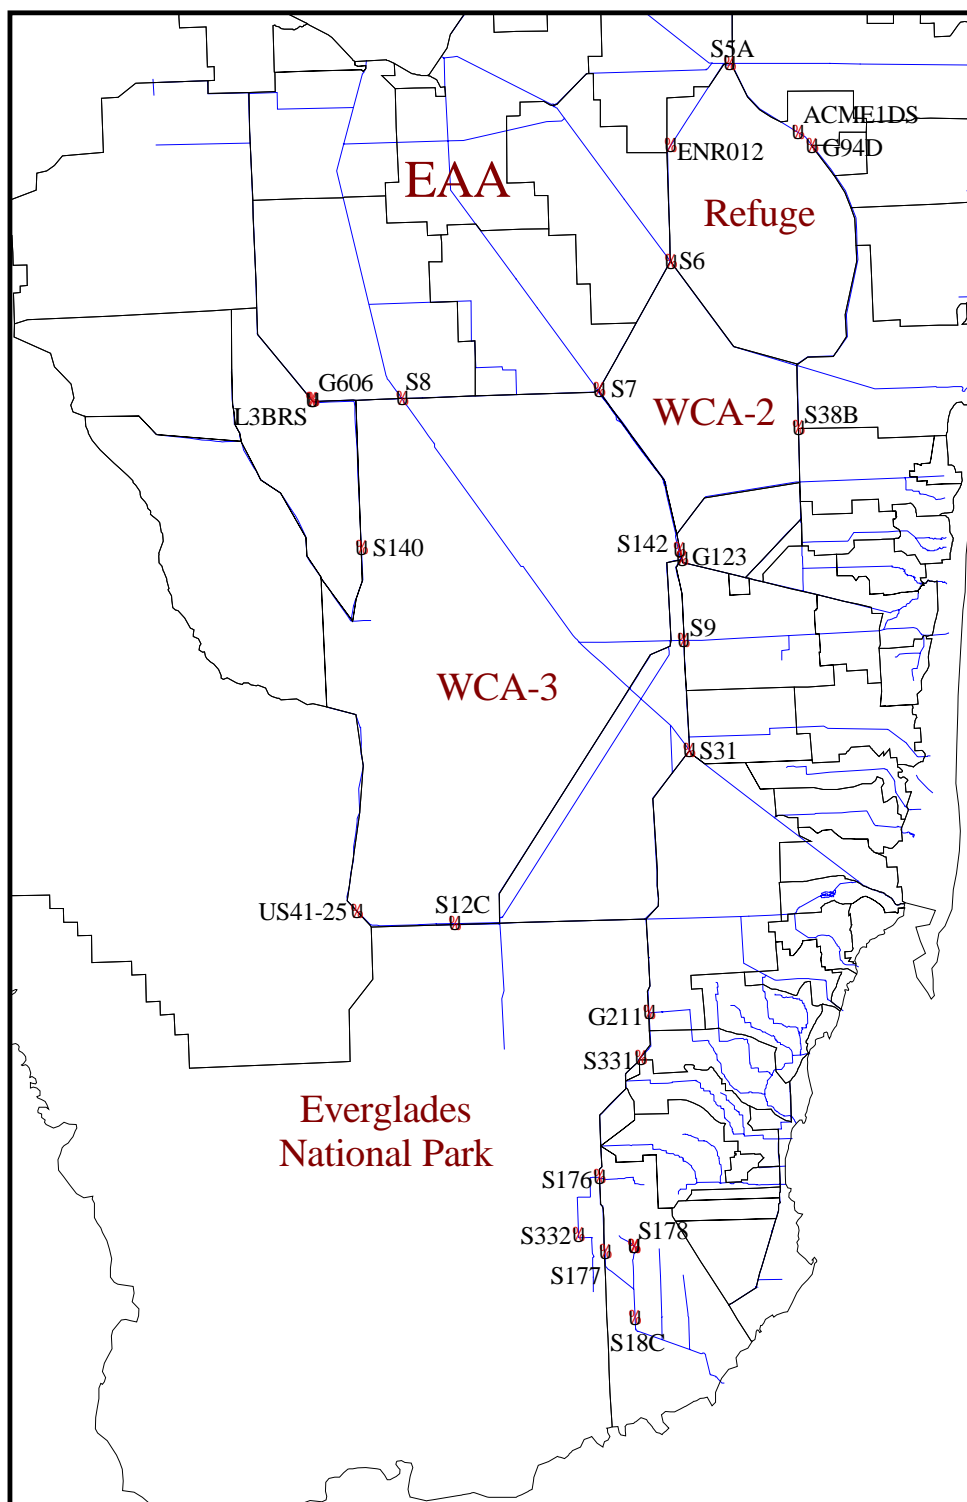 S5A
ACME1DS
G94D
ENR012
EAA
Refuge
S6
G606
S8
S7
L3BRS
WCA-2
S38B
S142
S140
G123
S9
WCA-3
S31
US41-25
S12C
G211
S331
Everglades
National Park
S176
S332
S178
S177
S18C